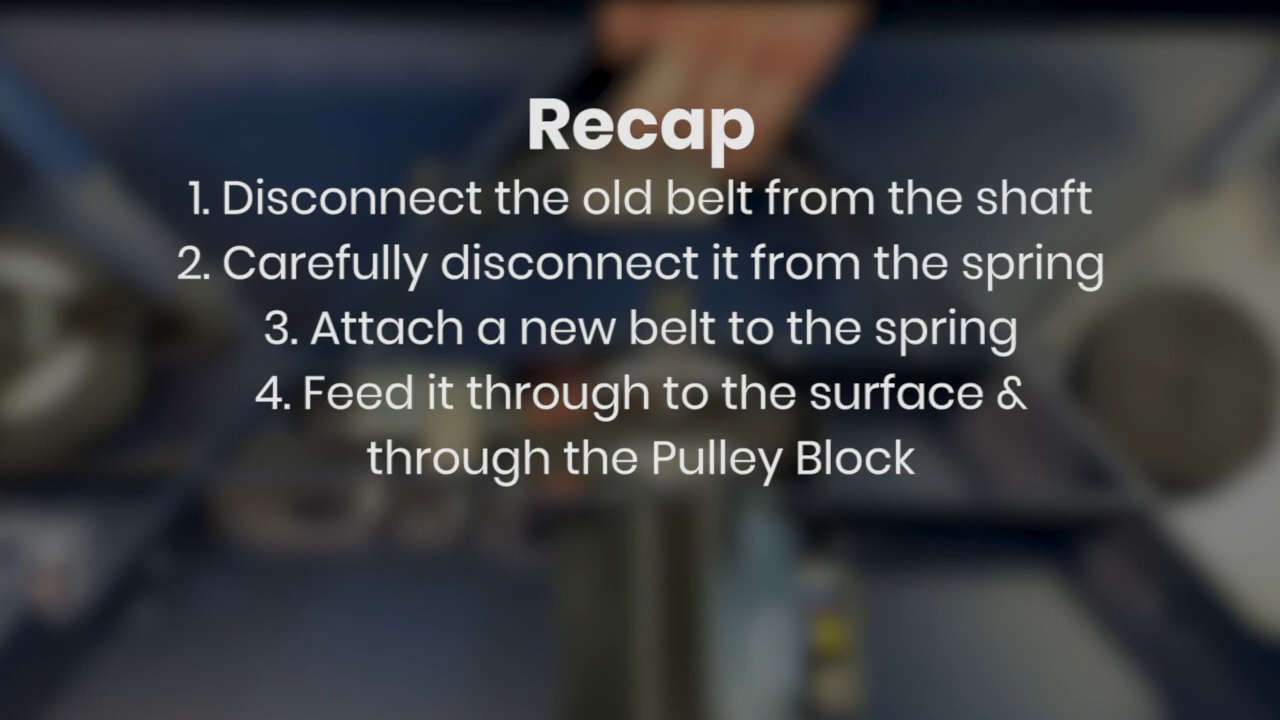 Recap
1. Disconnect the old belt from the shaft
2. Carefully disconnect it from the spring
3. Attach a new belt to the spring
4. Feed it through to the surface &
through the Pulley Block